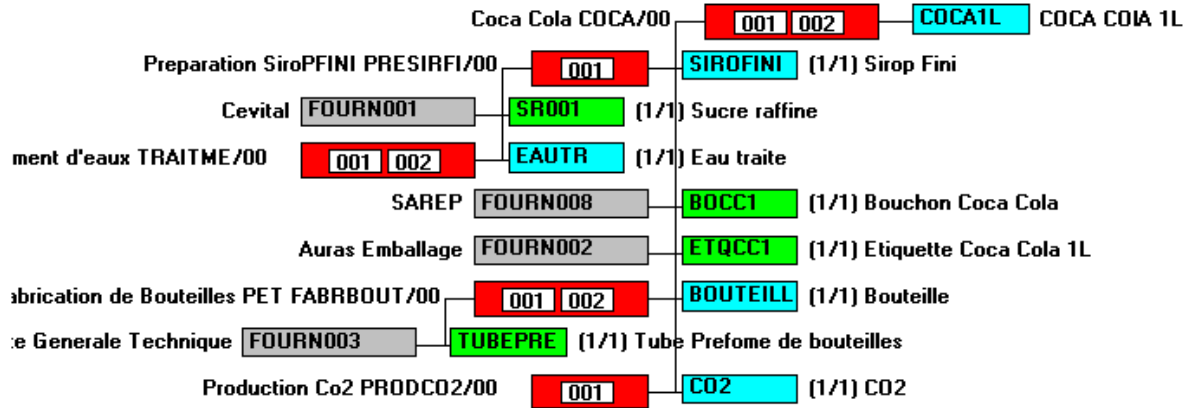 Coca Cola COCA/00 001 002 COCA1L COCA COlA 1L
Preparation SiroPFINI PRESIRFI/00 001 SIROFINI (1/1) Sirop Fini
Cevital FOURN001 SR001 (1/1) Sucre raffine
ment d'eaux TRAITME/00 001 002 EAUTR (1/1) Eau traite
SAREP FOURN008 BOCC1 (1/1) Bouchon Coca Cola
Auras Emballage FOURN002 ETQCC1 (1/1) Etiquette Coca Cola 1L
abrication de Bouteilles PET FABRBOUT/00 001 002 BOUTEILL (1/1) Bouteille
e Generale Technique FOURN003 TUBEPRE (1/1) Tube Prefome de bouteilles
Production Co2 PRODCO2/00 001 CO2 (1/1) CO2